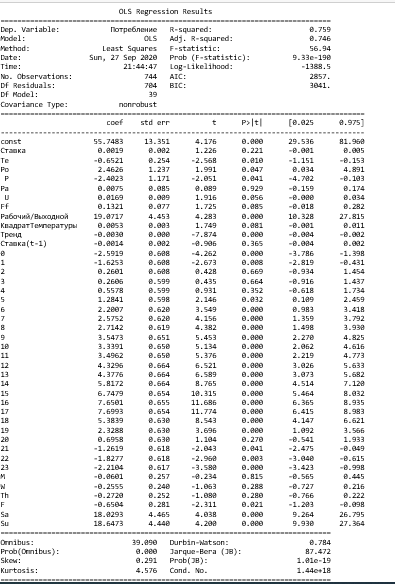 OLS Regression Results
Dep. Variable: Потребление R-squared: 0.759
Model: OLS Adj. R-squared: 0.746
Method: Least Squares F-statistic: 56.94
Date: Sun, 27 Sep 2020 Prob (F-statistic): 9.33e-190
Time: 21:44:47 Log-Likelihood: -1388.5
No. Observations: 744 AIC: 2857.
Df Residuals: 704 BIC: 3041.
Df Model: 39
Covariance Type: nonrobust
coef std err t P>|t| [0.025 0.975]
const 55.7483 13.351 4.176 0.000 29.536 81.960
Ставка 0.0019 0.002 1.226 0.221 -0.001 0.005
Te -0.6521 0.254 -2.568 0.010 -1.151 -0.153
Po 2.4626 1.237 1.991 0.047 0.034 4.891
P -2.4023 1.171 -2.051 0.041 -4.702 -0.103
Pa 0.0075 0.085 0.089 0.929 -0.159 0.174
U 0.0169 0.009 1.916 0.056 -0.000 0.034
Ff 0.1321 0.077 1.725 0.085 -0.018 0.282
Рабочий/Выходной 19.0717 4.453 4.283 0.000 10.328 27.815
КвадратТемпературы 0.0053 0.003 1.749 0.081 -0.001 0.011
Тренд -0.0030 0.000 -7.874 0.000 -0.004 -0.002
Ставка(t-1) -0.0014 0.002 -0.906 0.365 -0.004 0.002
0 -2.5919 0.608 -4.262 0.000 -3.786 -1.398
1 -1.6253 0.608 -2.673 0.008 -2.819 -0.431
2 0.2601 0.608 0.428 0.669 -0.934 1.454
3 0.2606 0.599 0.435 0.664 -0.916 1.437
4 0.5578 0.599 0.931 0.352 -0.618 1.734
5 1.2841 0.598 2.146 0.032 0.109 2.459
6 2.2007 0.620 3.549 0.000 0.983 3.418
7 2.5752 0.620 4.156 0.000 1.359 3.792
8 2.7142 0.619 4.382 0.000 1.498 3.930
9 3.5473 0.651 5.453 0.000 2.270 4.825
10 3.3391 0.650 5.134 0.000 2.062 4.616
11 3.4962 0.650 5.376 0.000 2.219 4.773
12 4.3296 0.664 6.521 0.000 3.026 5.633
13 4.3776 0.664 6.589 0.000 3.073 5.682
14 5.8172 0.664 8.765 0.000 4.514 7.120
15 6.7479 0.654 10.315 0.000 5.464 8.032
16 7.6501 0.655 11.686 0.000 6.365 8.935
17 7.6993 0.654 11.774 0.000 6.415 8.983
18 5.3839 0.630 8.543 0.000 4.147 6.621
19 2.3288 0.630 3.696 0.000 1.092 3.566
20 0.6958 0.630 1.104 0.270 -0.541 1.933
21 -1.2619 0.618 -2.043 0.041 -2.475 -0.049
22 -1.8277 0.618 -2.960 0.003 -3.040 -0.615
23 -2.2104 0.617 -3.580 0.000 -3.423 -0.998
M -0.0601 0.257 -0.234 0.815 -0.565 0.445
W -0.2555 0.240 -1.063 0.288 -0.727 0.216
Th -0.2720 0.252 -1.080 0.280 -0.766 0.222
F -0.6504 0.281 -2.311 0.021 -1.203 -0.098
Sa 18.0293 4.465 4.038 0.000 9.264 26.795
Su 18.6473 4.440 4.200 0.000 9.930 27.364
Omnibus: 39.090 Durbin-Watson: 0.784
Prob(Omnibus): 0.000 Jarque-Bera (JB): 87.472
Skew: 0.291 Prob(JB): 1.01e-19
Kurtosis: 4.576 Cond. No. 1.44e+18